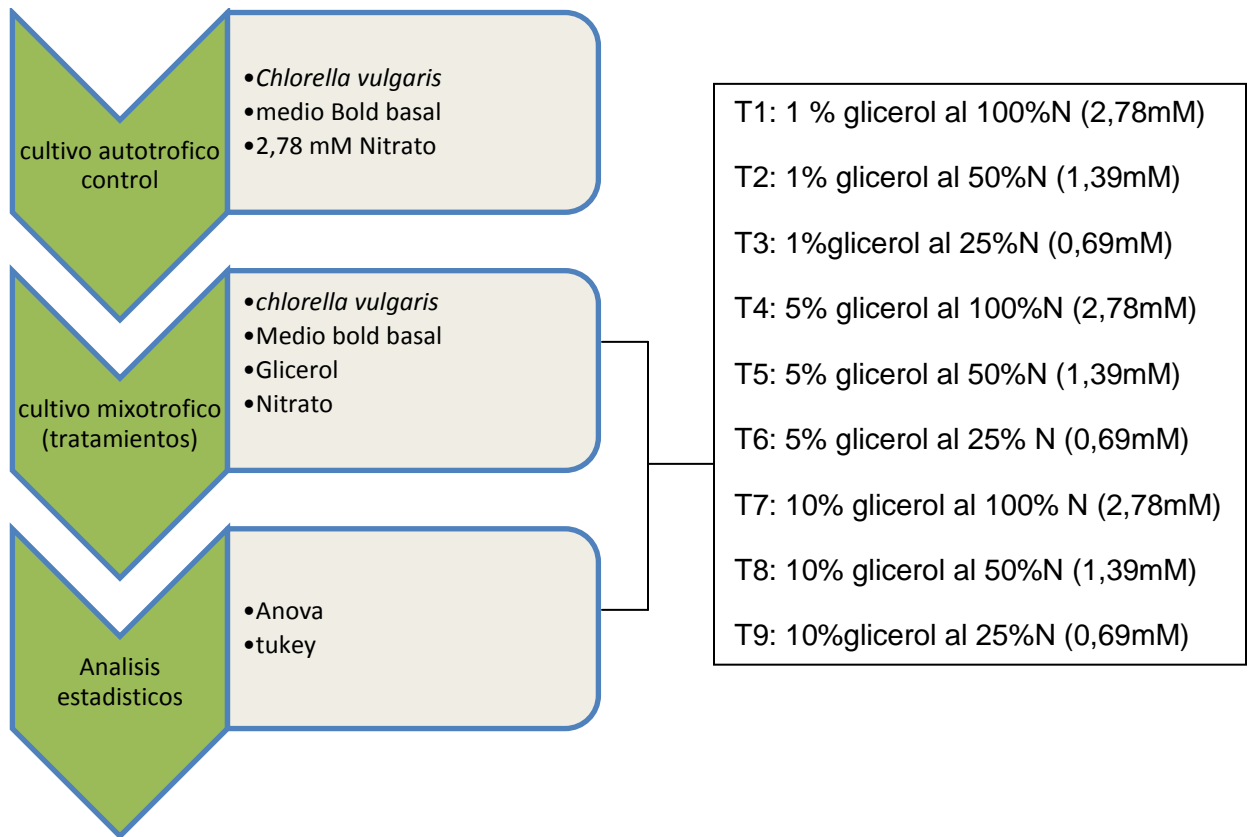 cultivo autotrofico
control
•Chlorella vulgaris
•medio Bold basal
•2,78 mM Nitrato
cultivo mixotrofico
(tratamientos)
•chlorella vulgaris
•Medio bold basal
•Glicerol
•Nitrato
Analisis
estadisticos
•Anova
•tukey
T1: 1 % glicerol al 100%N (2,78mM)
T2: 1% glicerol al 50%N (1,39mM)
T3: 1%glicerol al 25%N (0,69mM)
T4: 5% glicerol al 100%N (2,78mM)
T5: 5% glicerol al 50%N (1,39mM)
T6: 5% glicerol al 25% N (0,69mM)
T7: 10% glicerol al 100% N (2,78mM)
T8: 10% glicerol al 50%N (1,39mM)
T9: 10%glicerol al 25%N (0,69mM)